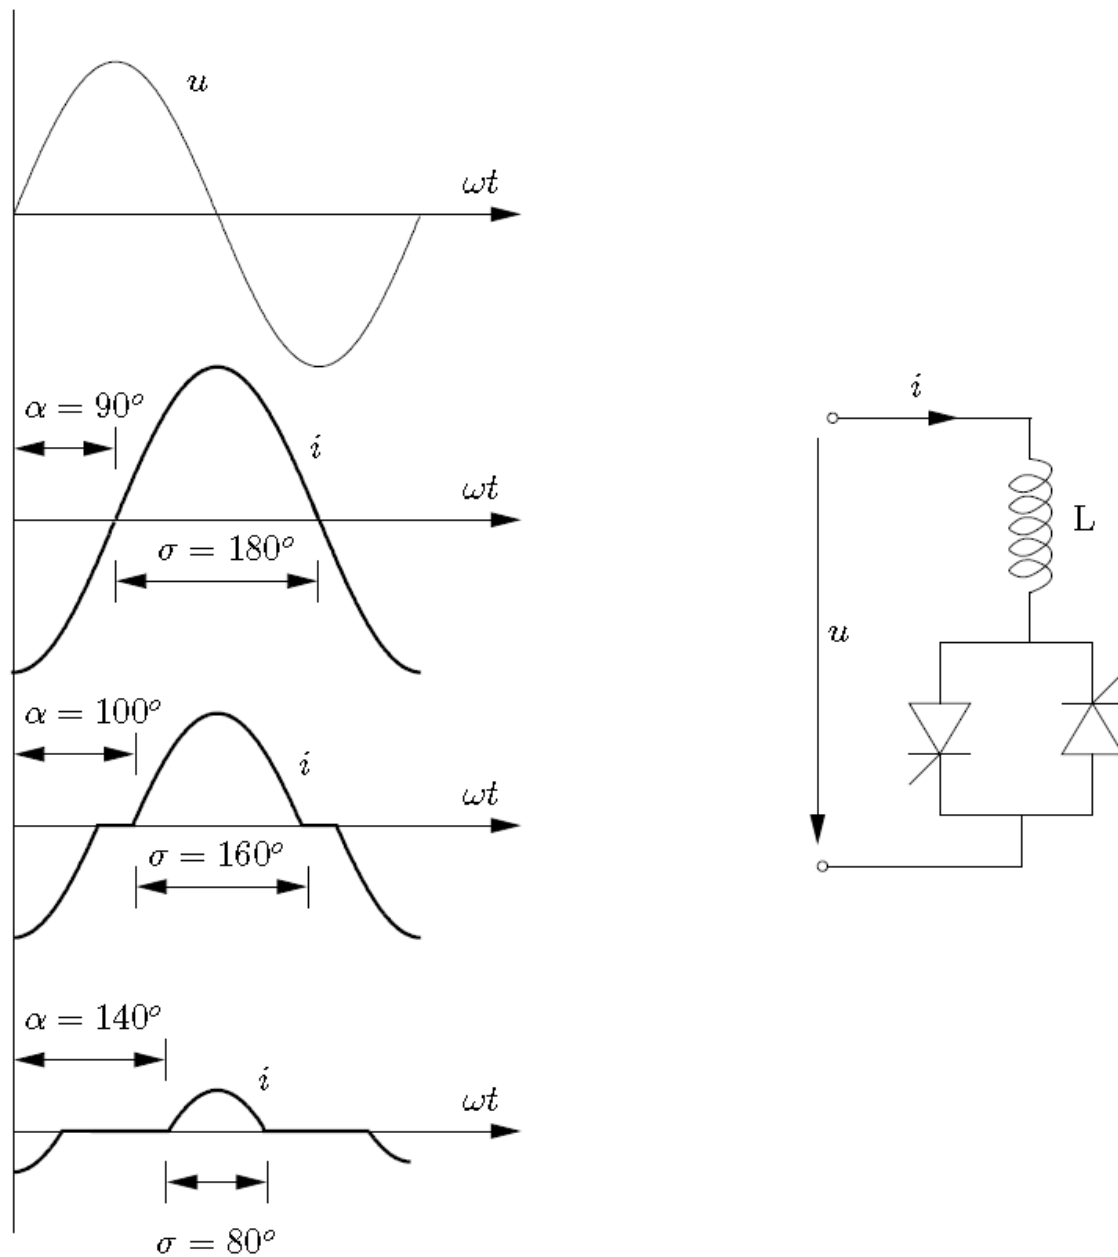 u
ωt
α = 90°
i
ωt
σ = 180°
α = 100°
i
ωt
σ = 160°
α = 140°
i
ωt
σ = 80°
i
L
u